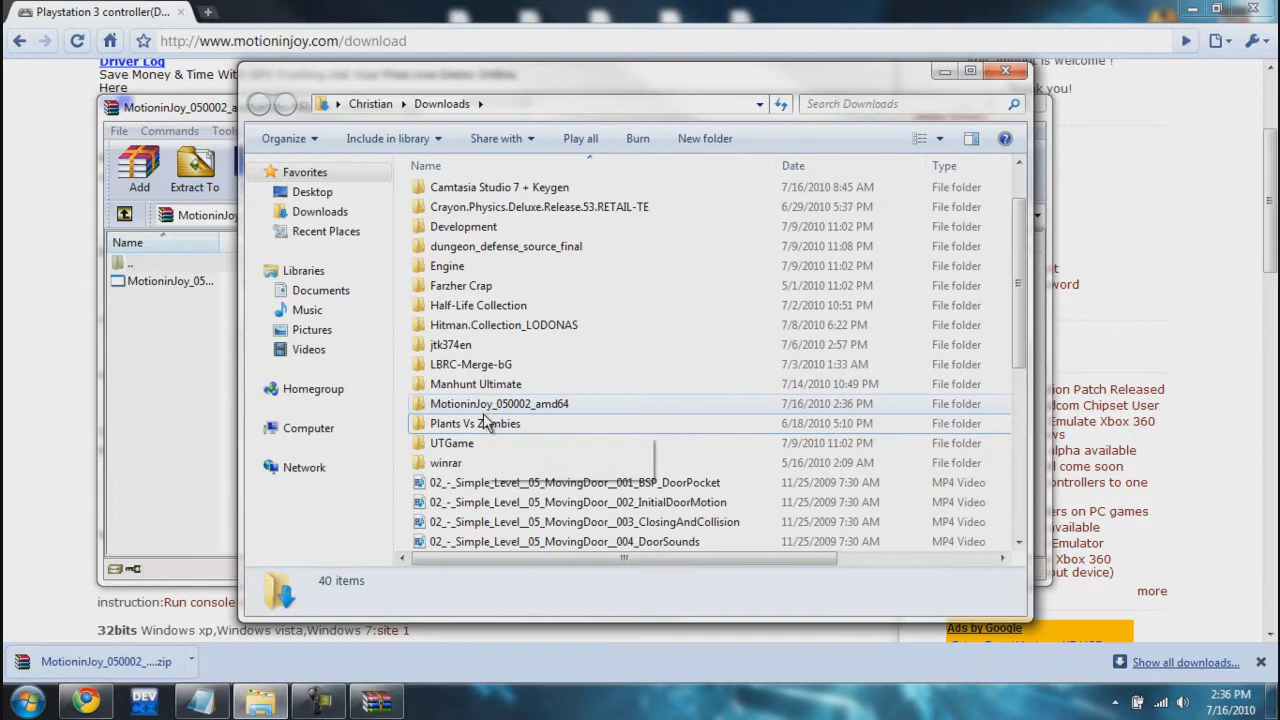 Playstation 3 controller(D...
http://www.motioninjoy.com/download
Driver Log
Save Money & Time With
Here
is welcome !
you!
MotioninJoy_050002_a
File Commands Tools
Add Extract To
MotioninJoy
Name
..
MotioninJoy_05...
Christian Downloads
Search Downloads
Organize Include in library Share with Play all Burn New folder
Favorites
Desktop
Downloads
Recent Places
Libraries
Documents
Music
Pictures
Videos
Homegroup
Computer
Network
Name Date Type
Camtasia Studio 7 + Keygen 7/16/2010 8:45 AM File folder
Crayon.Physics.Deluxe.Release.53.RETAIL-TE 6/29/2010 5:37 PM File folder
Development 7/9/2010 11:02 PM File folder
dungeon_defense_source_final 7/9/2010 11:08 PM File folder
Engine 7/9/2010 11:02 PM File folder
Farzher Crap 5/1/2010 11:02 PM File folder
Half-Life Collection 7/2/2010 10:51 PM File folder
Hitman.Collection_LODONAS 7/8/2010 6:22 PM File folder
jtk374en 7/6/2010 2:57 PM File folder
LBRC-Merge-bG 7/3/2010 1:33 AM File folder
Manhunt Ultimate 7/14/2010 10:49 PM File folder
MotioninJoy_050002_amd64 7/16/2010 2:36 PM File folder
Plants Vs Zombies 6/18/2010 5:10 PM File folder
UTGame 7/9/2010 11:02 PM File folder
winrar 5/16/2010 2:09 AM File folder
02_-_Simple_Level__05_MovingDoor__001_BSP_DoorPocket 11/25/2009 7:30 AM MP4 Video
02_-_Simple_Level__05_MovingDoor__002_InitialDoorMotion 11/25/2009 7:30 AM MP4 Video
02_-_Simple_Level__05_MovingDoor__003_ClosingAndCollision 11/25/2009 7:30 AM MP4 Video
02_-_Simple_Level__05_MovingDoor__004_DoorSounds 11/25/2009 7:30 AM MP4 Video
40 items
ion Patch Released
dcom Chipset User
Emulate Xbox 360
ws
alpha available
l come soon
controllers to one
ers on PC games
available
Emulator
Xbox 360
out device)
more
instruction:Run console
32bits Windows xp,Windows vista,Windows 7:site 1
Ads by Google
MotioninJoy_050002_....zip
Show all downloads...
DEV
2:36 PM
7/16/2010